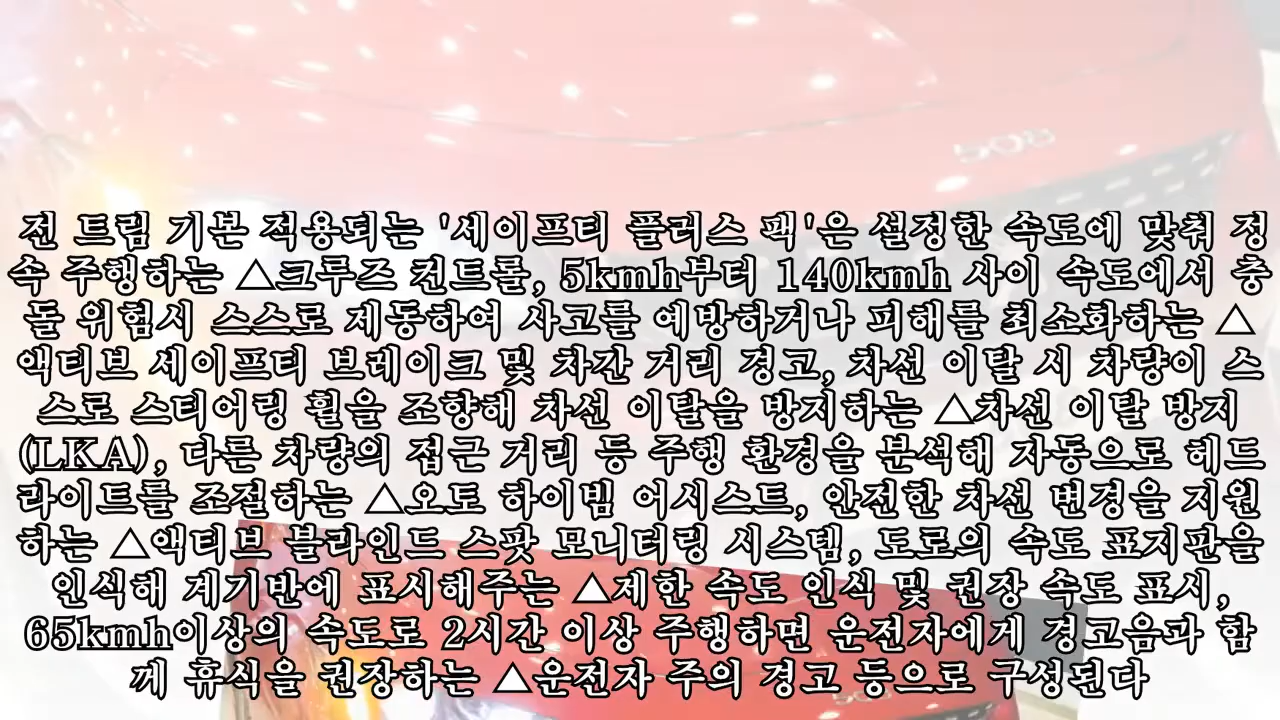 508
전 트림 기본 적용되는 '세이프티 플러스 팩'은 설정한 속도에 맞춰 정
속 주행하는 △크루즈 컨트롤, 5kmh부터 140kmh 사이 속도에서 충
돌 위험시 스스로 제동하여 사고를 예방하거나 피해를 최소화하는 △
액티브 세이프티 브레이크 및 차간 거리 경고, 차선 이탈 시 차량이 스
스로 스티어링 휠을 조향해 차선 이탈을 방지하는 △차선 이탈 방지
(LKA), 다른 차량의 접근 거리 등 주행 환경을 분석해 자동으로 헤드
라이트를 조절하는 △오토 하이빔 어시스트, 안전한 차선 변경을 지원
하는 △액티브 블라인드 스팟 모니터링 시스템, 도로의 속도 표지판을
인식해 계기반에 표시해주는 △제한 속도 인식 및 권장 속도 표시,
65kmh이상의 속도로 2시간 이상 주행하면 운전자에게 경고음과 함
께 휴식을 권장하는 △운전자 주의 경고 등으로 구성된다
508